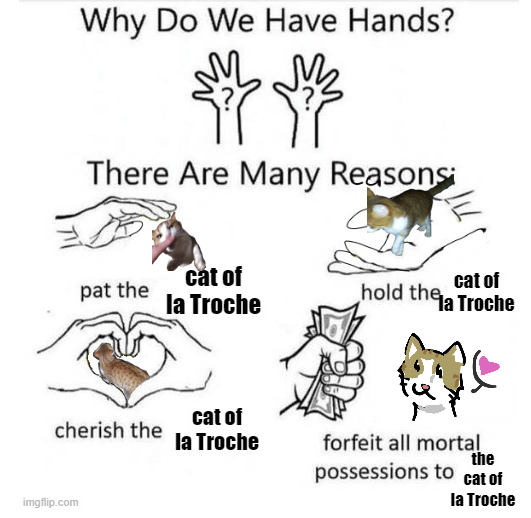 Why Do We Have Hands?
? ?
There Are Many Reasons:
pat the
cat of
la Troche
hold the
cat of
la Troche
cherish the
cat of
la Troche
forfeit all mortal
possessions to
the
cat of
la Troche
imgflip.com